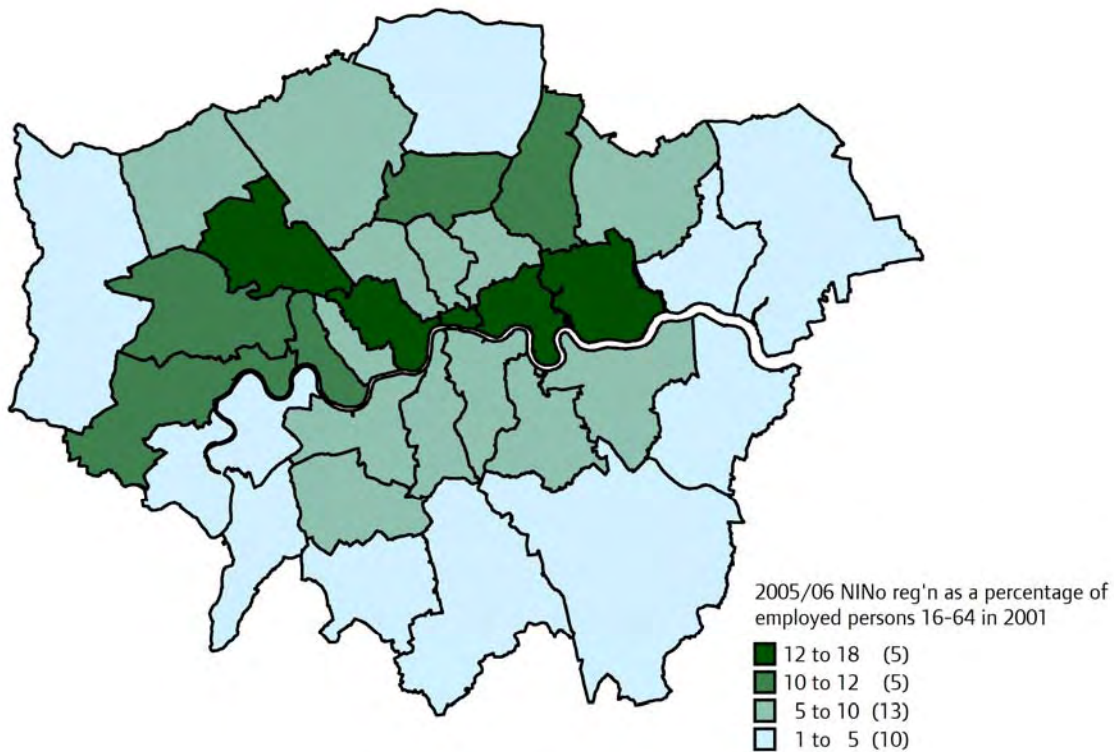 2005/06 NINo reg'n as a percentage of
employed persons 16-64 in 2001
12 to 18 (5)
10 to 12 (5)
5 to 10 (13)
1 to 5 (10)